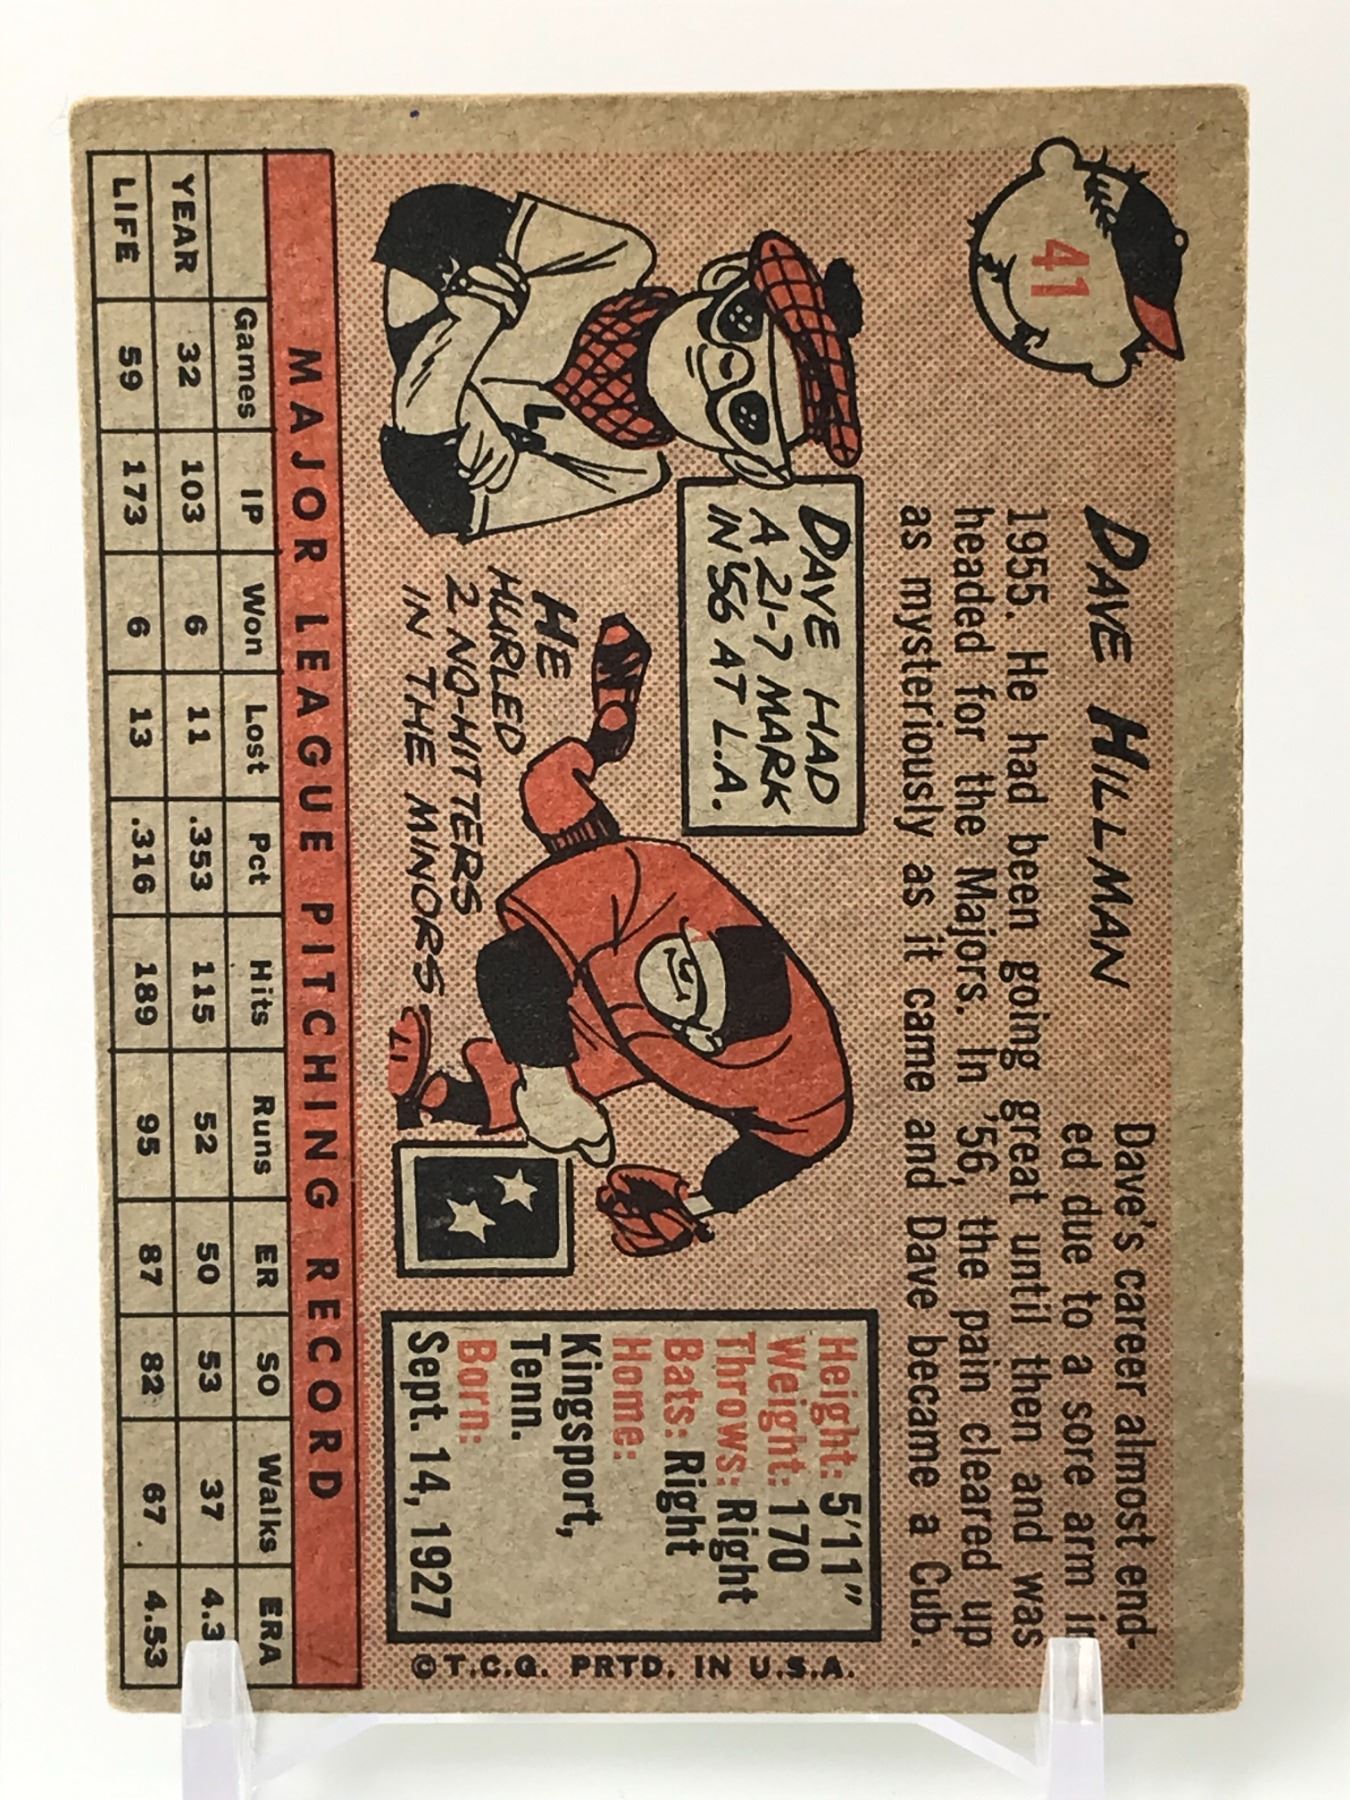 41
DAVE HILLMAN
Dave's career almost end-
ed due to a sore arm
1955. He had been going great until then and was
headed for the Majors. In '56, the pain cleared up
as mysteriously as it came and Dave became a Cub.
DAVE HAD
A 21-7 MARK
IN '56 AT L.A.
L
HE
HURLED
2 NO-HITTERS
IN THE MINORS.
Height: 5'11"
Weight: 170
Throws: Right
Bats: Right
Home:
Kingsport,
Tenn.
Born:
Sept. 14, 1927
©T.C.G. PRTD. IN U.S.A.
MAJOR LEAGUE PITCHING RECORD
Games IP Won Lost Pct Hits Runs ER SO Walks ERA
YEAR 32 103 6 11 .353 115 52 50 53 37 4.3
LIFE 59 173 6 13 .316 189 95 87 82 67 4.53